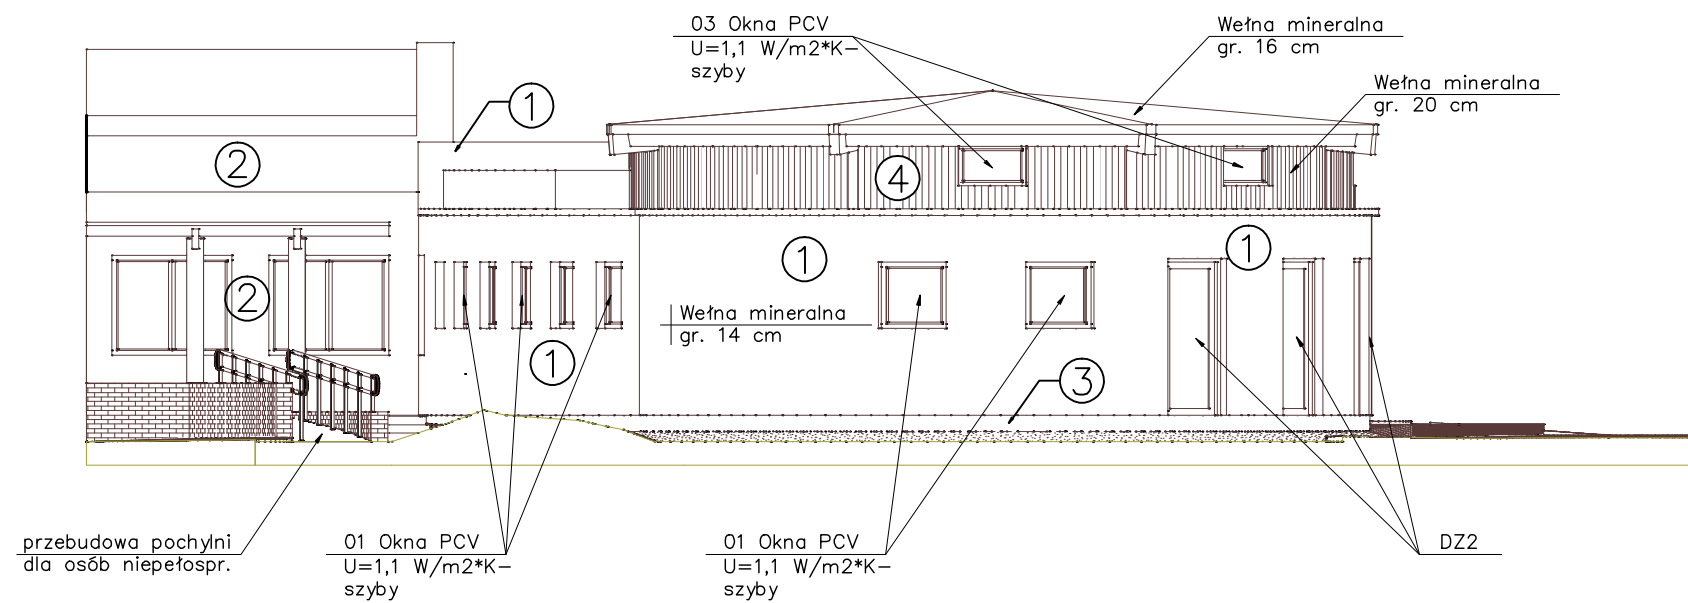 03 Okna PCV
U=1,1 W/m2*K-
szyby
Wełna mineralna
gr. 16 cm
Wełna mineralna
gr. 20 cm
1
2
4
1
1
2
Wełna mineralna
gr. 14 cm
1
3
przebudowa pochylni
dla osób niepełospr.
01 Okna PCV
U=1,1 W/m2*K-
szyby
01 Okna PCV
U=1,1 W/m2*K-
szyby
DZ2